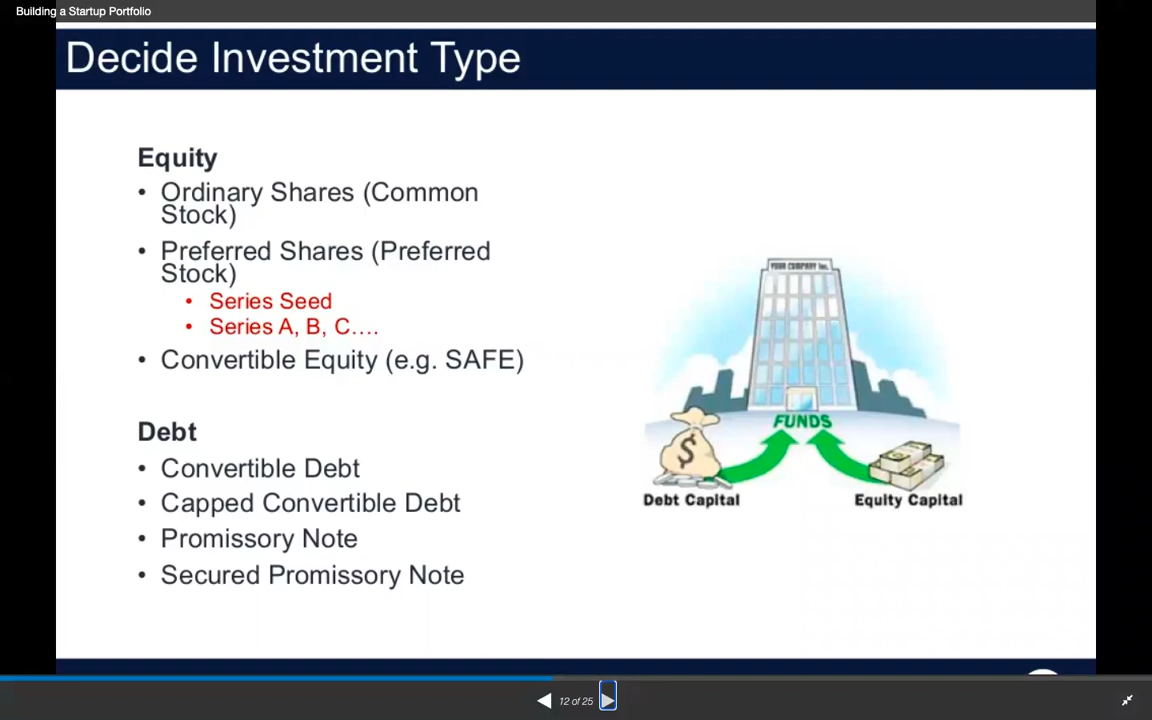 Building a Startup Portfolio
Decide Investment Type
Equity
• Ordinary Shares (Common
Stock)
• Preferred Shares (Preferred
Stock)
• Series Seed
• Series A, B, C....
• Convertible Equity (e.g. SAFE)
Debt
• Convertible Debt
• Capped Convertible Debt
• Promissory Note
• Secured Promissory Note
YOUR COMPANY Inc.
FUNDS
$
Debt Capital
Equity Capital
12 of 25